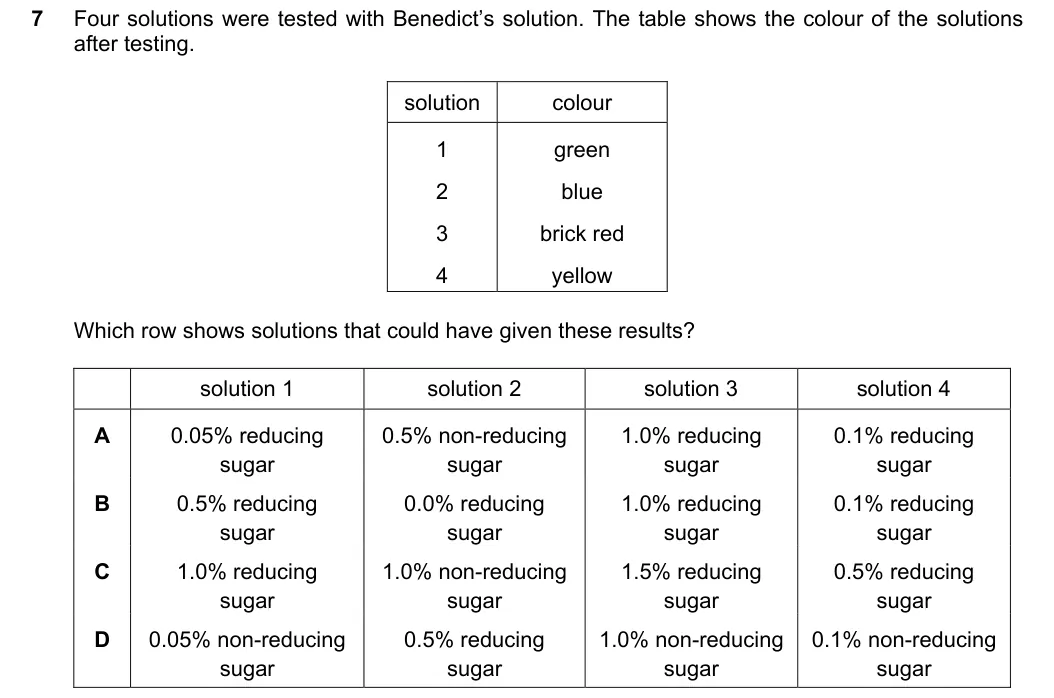 7 Four solutions were tested with Benedict’s solution. The table shows the colour of the solutions
after testing.
solution colour
1 green
2 blue
3 brick red
4 yellow
Which row shows solutions that could have given these results?
solution 1 solution 2 solution 3 solution 4
A 0.05% reducing 0.5% non-reducing 1.0% reducing 0.1% reducing
sugar sugar sugar sugar
B 0.5% reducing 0.0% reducing 1.0% reducing 0.1% reducing
sugar sugar sugar sugar
C 1.0% reducing 1.0% non-reducing 1.5% reducing 0.5% reducing
sugar sugar sugar sugar
D 0.05% non-reducing 0.5% reducing 1.0% non-reducing 0.1% non-reducing
sugar sugar sugar sugar